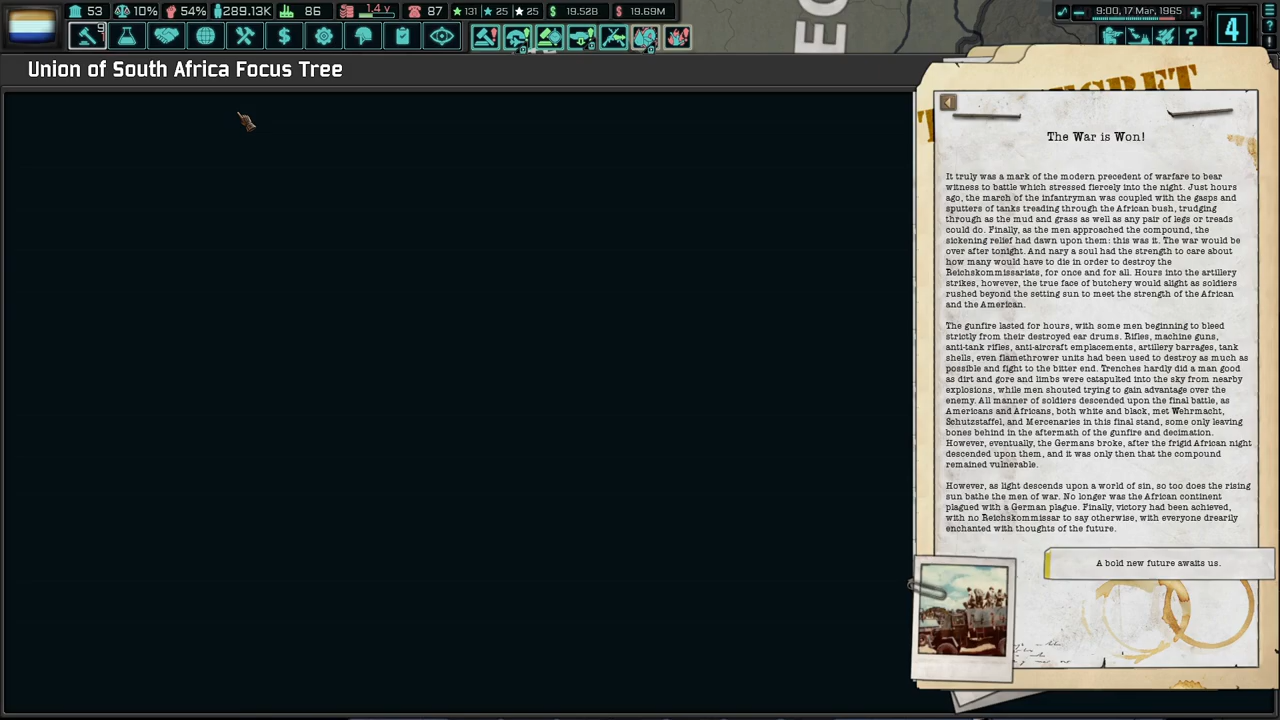 53 10% 54% 289.13K 86 1.4 v 87 131 25 25 19.52B 19.69M
9:00, 17 Mar, 1965
4
9
Union of South Africa Focus Tree
The War is Won!
It truly was a mark of the modern precedent of warfare to bear
witness to battle which stressed fiercely into the night. Just hours
ago, the march of the infantryman was coupled with the gasps and
sputters of tanks treading through the African bush, trudging
through as the mud and grass as well as any pair of legs or treads
could do. Finally, as the men approached the compound, the
sickening relief had dawn upon them: this was it. The war would be
over after tonight. And nary a soul had the strength to care about
how many would have to die in order to destroy the
Reichskommissariats, for once and for all. Hours into the artillery
strikes, however, the true face of butchery would alight as soldiers
rushed beyond the setting sun to meet the strength of the African
and the American.
The gunfire lasted for hours, with some men beginning to bleed
strictly from their destroyed ear drums. Rifles, machine guns,
anti-tank rifles, anti-aircraft emplacements, artillery barrages, tank
shells, even flamethrower units had been used to destroy as much as
possible and fight to the bitter end. Trenches hardly did a man good
as dirt and gore and limbs were catapulted into the sky from nearby
explosions, while men shouted trying to gain advantage over the
enemy. All manner of soldiers descended upon the final battle, as
Americans and Africans, both white and black, met Wehrmacht,
Schutzstaffel, and Mercenaries in this final stand, some only leaving
bones behind in the aftermath of the gunfire and decimation.
However, eventually, the Germans broke, after the frigid African night
descended upon them, and it was only then that the compound
remained vulnerable.
However, as light descends upon a world of sin, so too does the rising
sun bathe the men of war. No longer was the African continent
plagued with a German plague. Finally, victory had been achieved,
with no Reichskommissar to say otherwise, with everyone drearily
enchanted with thoughts of the future.
A bold new future awaits us.